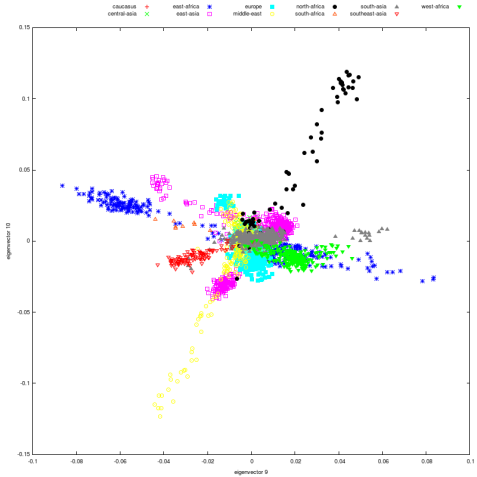 caucasus east-africa europe north-africa south-asia west-africa
central-asia east-asia middle-east south-africa southeast-asia
0.15
0.1
0.05
0
-0.05
-0.1
-0.15
eigenvector 10
-0.1 -0.08 -0.06 -0.04 -0.02 0 0.02 0.04 0.06 0.08 0.1
eigenvector 9